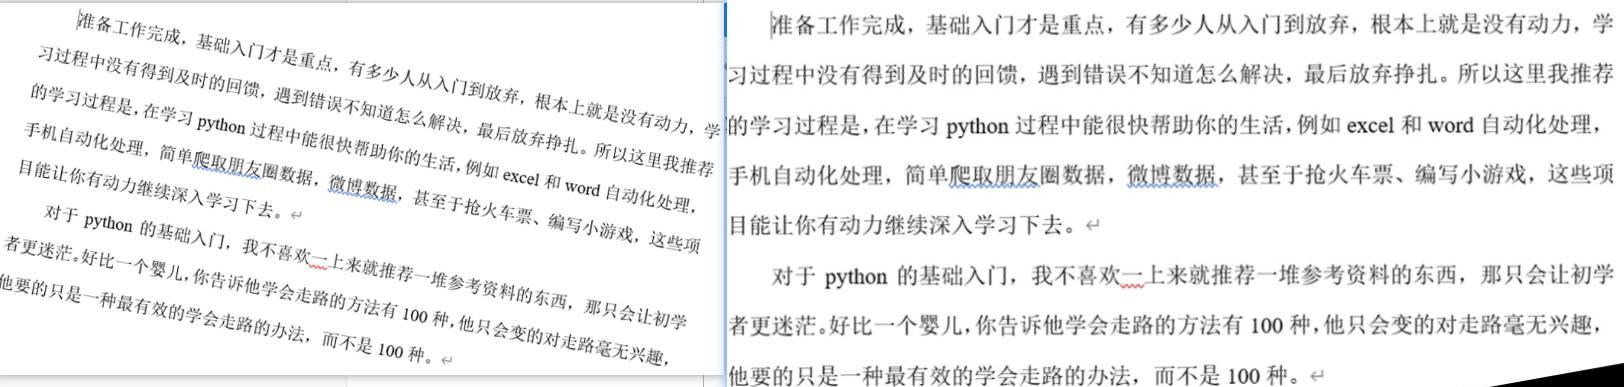 准备工作完成，基础入门才是重点，有多少人从入门到放弃，根本上就是没有动力，学
习过程中没有得到及时的回馈，遇到错误不知道怎么解决，最后放弃挣扎。所以这里我推荐
的学习过程是，在学习 python 过程中能很快帮助你的生活，例如 excel 和 word 自动化处理，
手机自动化处理，简单爬取朋友圈数据，微博数据，甚至于抢火车票、编写小游戏，这些项
目能让你有动力继续深入学习下去。
对于 python 的基础入门，我不喜欢一上来就推荐一堆参考资料的东西，那只会让初学
者更迷茫。好比一个婴儿，你告诉他学会走路的方法有 100 种，他只会变的对走路毫无兴趣，
他要的只是一种最有效的学会走路的办法，而不是 100 种。
准备工作完成，基础入门才是重点，有多少人从入门到放弃，根本上就是没有动力，学
习过程中没有得到及时的回馈，遇到错误不知道怎么解决，最后放弃挣扎。所以这里我推荐
的学习过程是，在学习 python 过程中能很快帮助你的生活，例如 excel 和 word 自动化处理，
手机自动化处理，简单爬取朋友圈数据，微博数据，甚至于抢火车票、编写小游戏，这些项
目能让你有动力继续深入学习下去。
对于 python 的基础入门，我不喜欢一上来就推荐一堆参考资料的东西，那只会让初学
者更迷茫。好比一个婴儿，你告诉他学会走路的方法有 100 种，他只会变的对走路毫无兴趣，
他要的只是一种最有效的学会走路的办法，而不是 100 种。